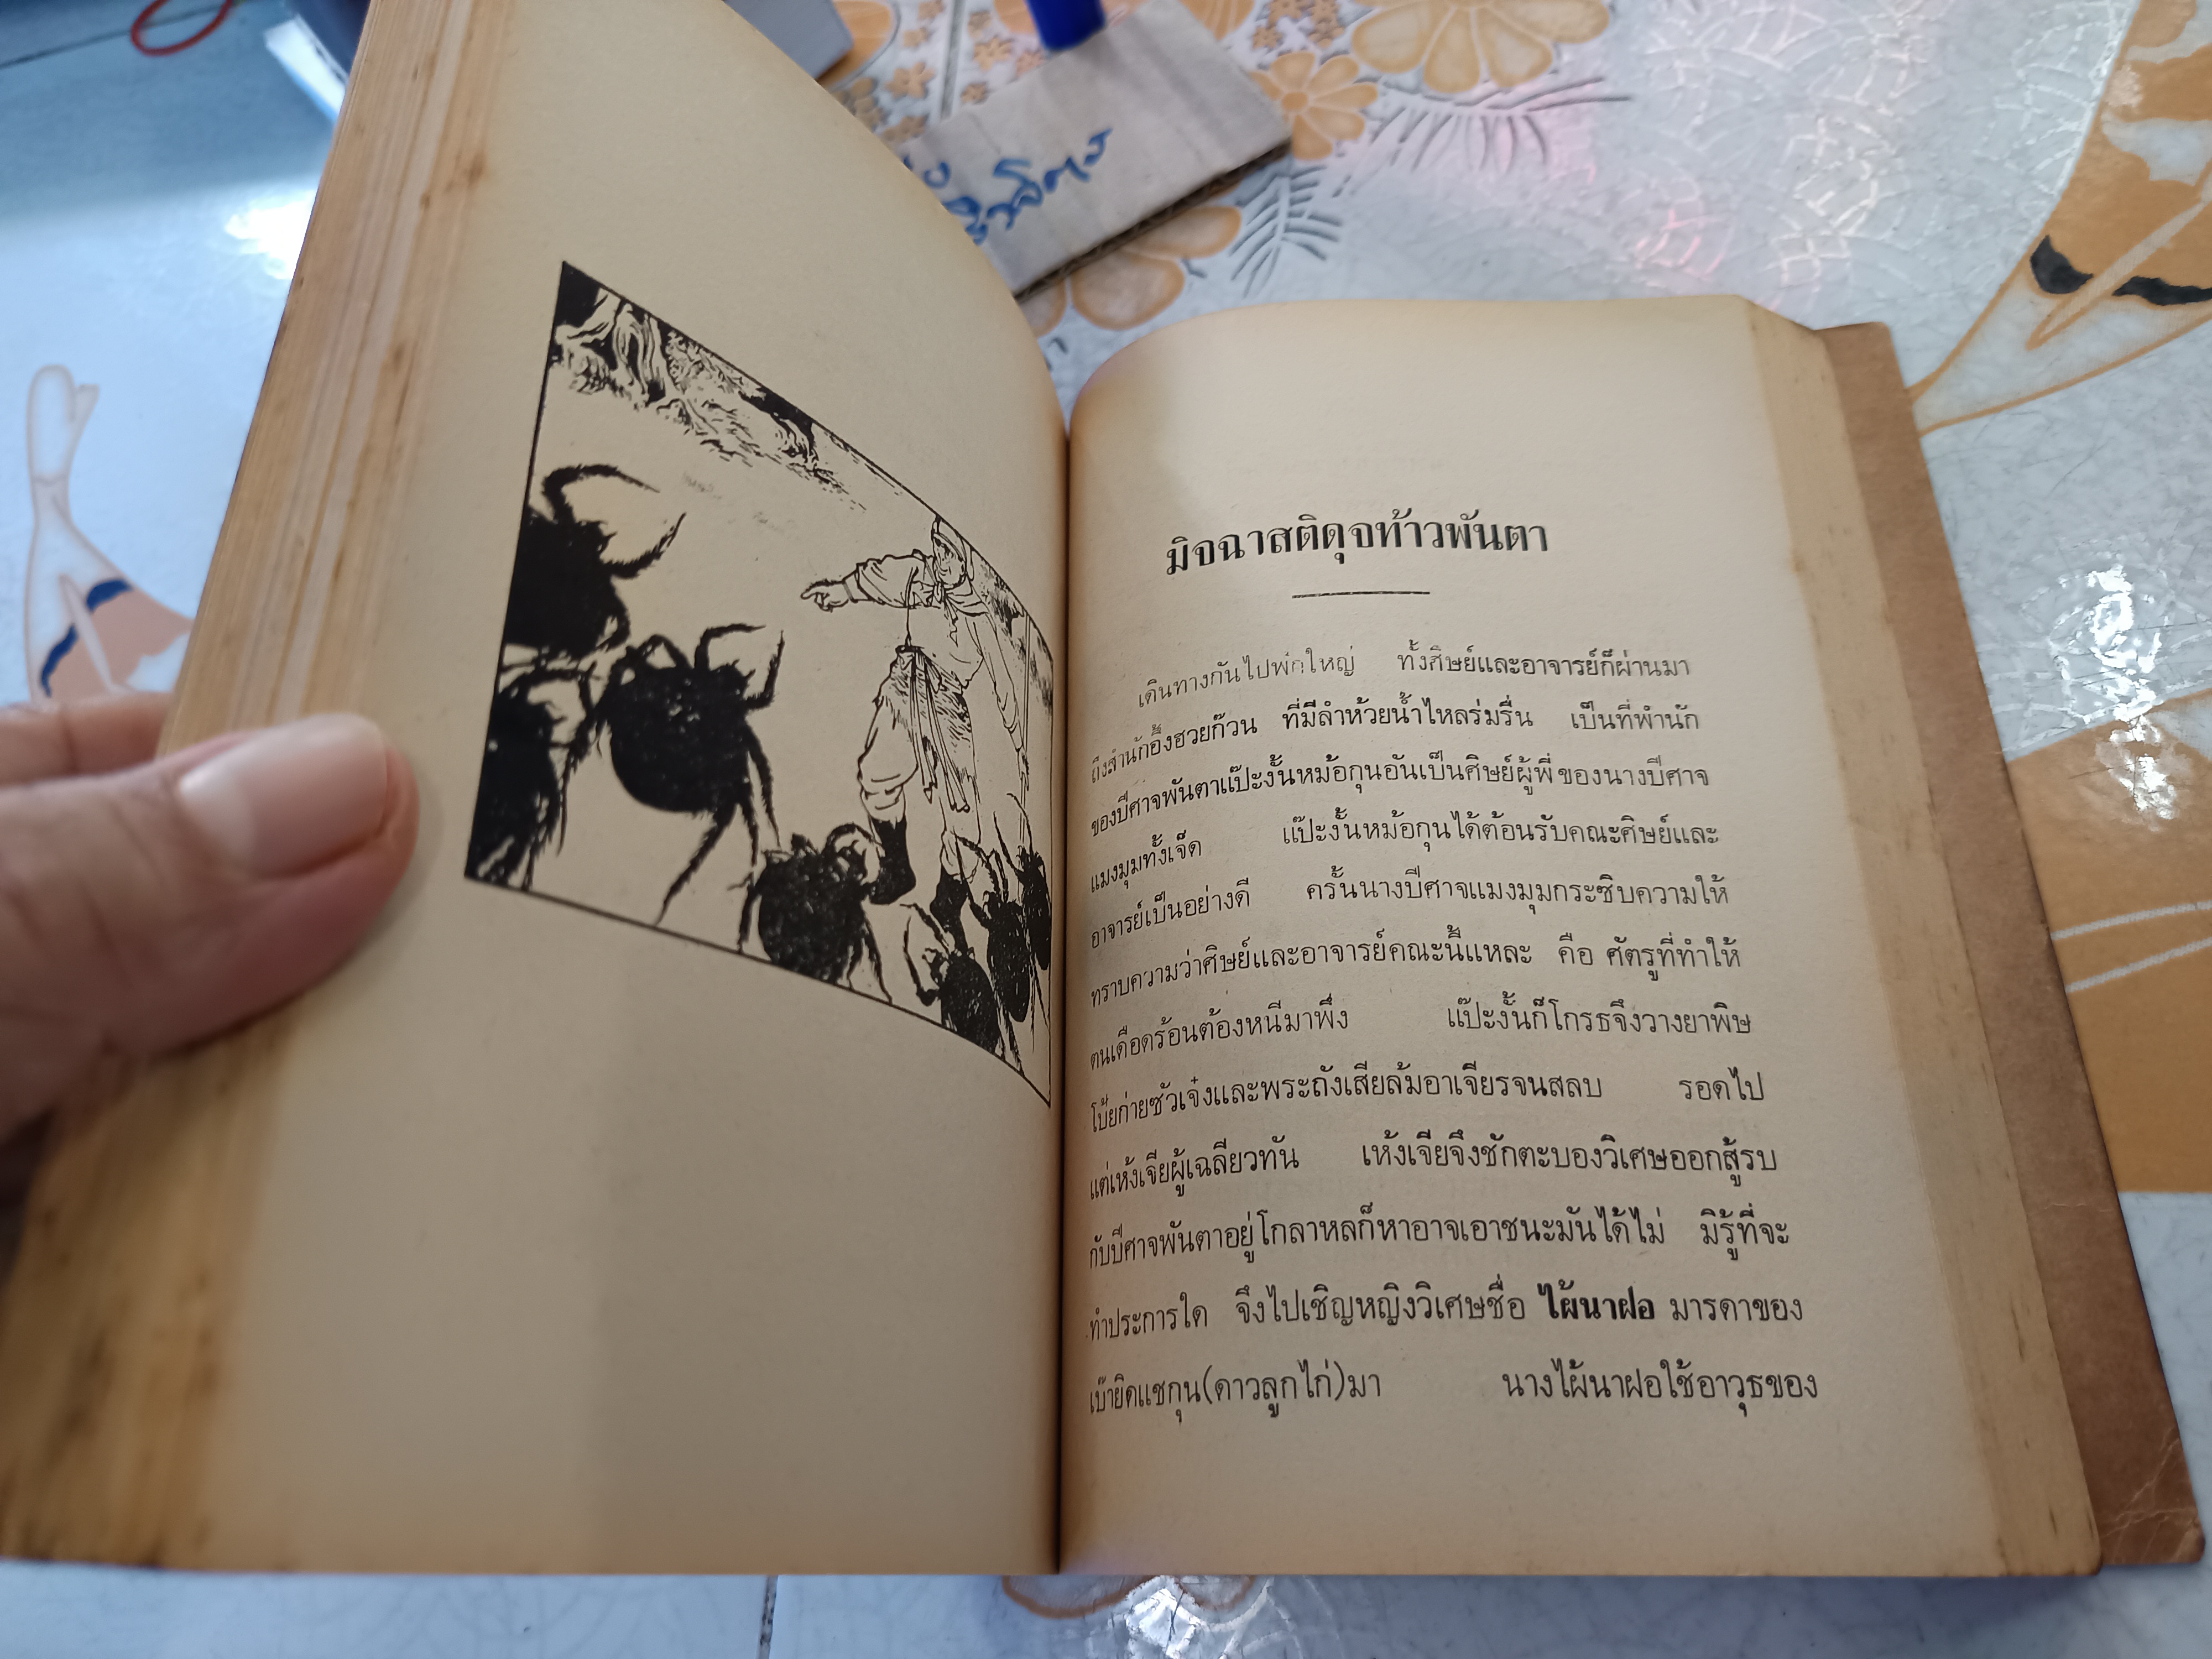 มิจฉาสติดุจท้าวพันตา
เดินทางกันไปพักใหญ่ ทั้งศิษย์และอาจารย์ก็ผ่านมา
ถึงสำนักอึ้งฮวยก๊วน ที่มีลำห้วยน้ำไหลร่มรื่น เป็นที่พำนัก
ของปีศาจพันตาแป๊ะงั้นหม้อกุนอันเป็นศิษย์ผู้พี่ของนางปีศาจ
แมงมุมทั้งเจ็ด แป๊ะงั้นหม้อกุนได้ต้อนรับคณะศิษย์และ
อาจารย์เป็นอย่างดี ครั้นนางปีศาจแมงมุมกระซิบความให้
ทราบความว่าศิษย์และอาจารย์คณะนี้แหละ คือ ศัตรูที่ทำให้
ตนเดือดร้อนต้องหนีมาพึ่ง แป๊ะงั้นก็โกรธจึงวางยาพิษ
โป้ยก่ายซัวเจ๋งและพระถังเสียล้มอาเจียรจนสลบ รอดไป
แต่เห้งเจียผู้เฉลียวทัน เห้งเจียจึงชักตะบองวิเศษออกสู้รบ
กับปีศาจพันตาอยู่โกลาหลก็หาอาจเอาชนะมันได้ไม่ มิรู้ที่จะ
ทำประการใด จึงไปเชิญหญิงวิเศษชื่อ ไผ้นาฝอ มารดาของ
เบ๊ายิดแชกุน(ดาวลูกไก่)มา นางไผ้นาฝอใช้อาวุธของ